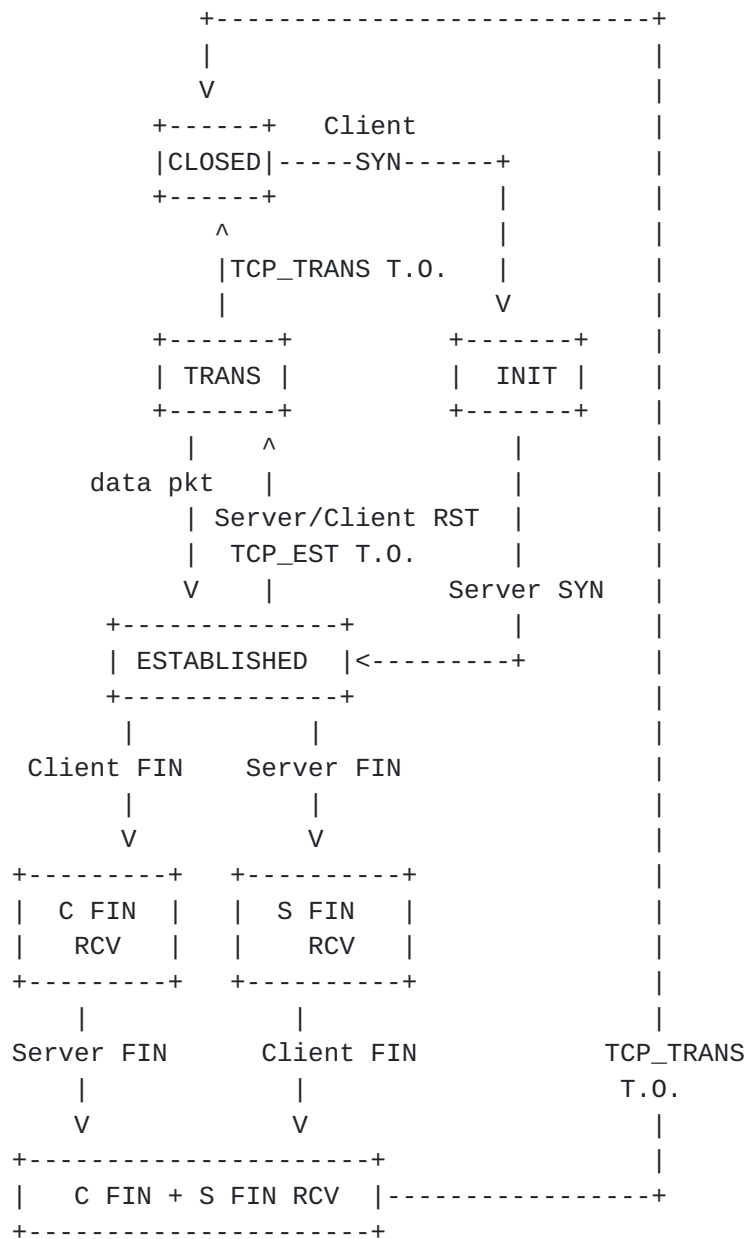 Client
CLOSED SYN
TCP_TRANS T.O.
TRANS INIT
data pkt
Server/Client RST
TCP_EST T.O.
V Server SYN
ESTABLISHED
Client FIN Server FIN
C FIN S FIN
RCV RCV
Server FIN Client FIN TCP_TRANS
T.O.
C FIN + S FIN RCV